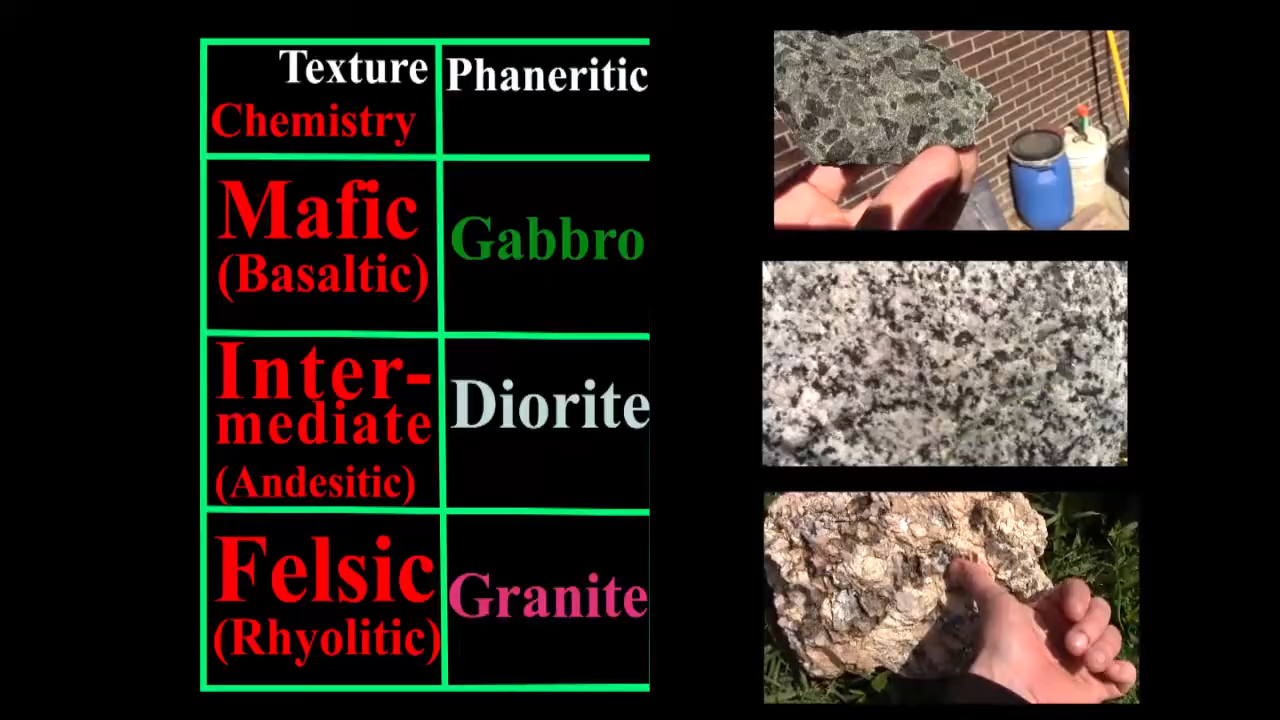 Texture
Phaneritic
Chemistry
Mafic
(Basaltic)
Gabbro
Inter-
mediate
(Andesitic)
Diorite
Felsic
(Rhyolitic)
Granite